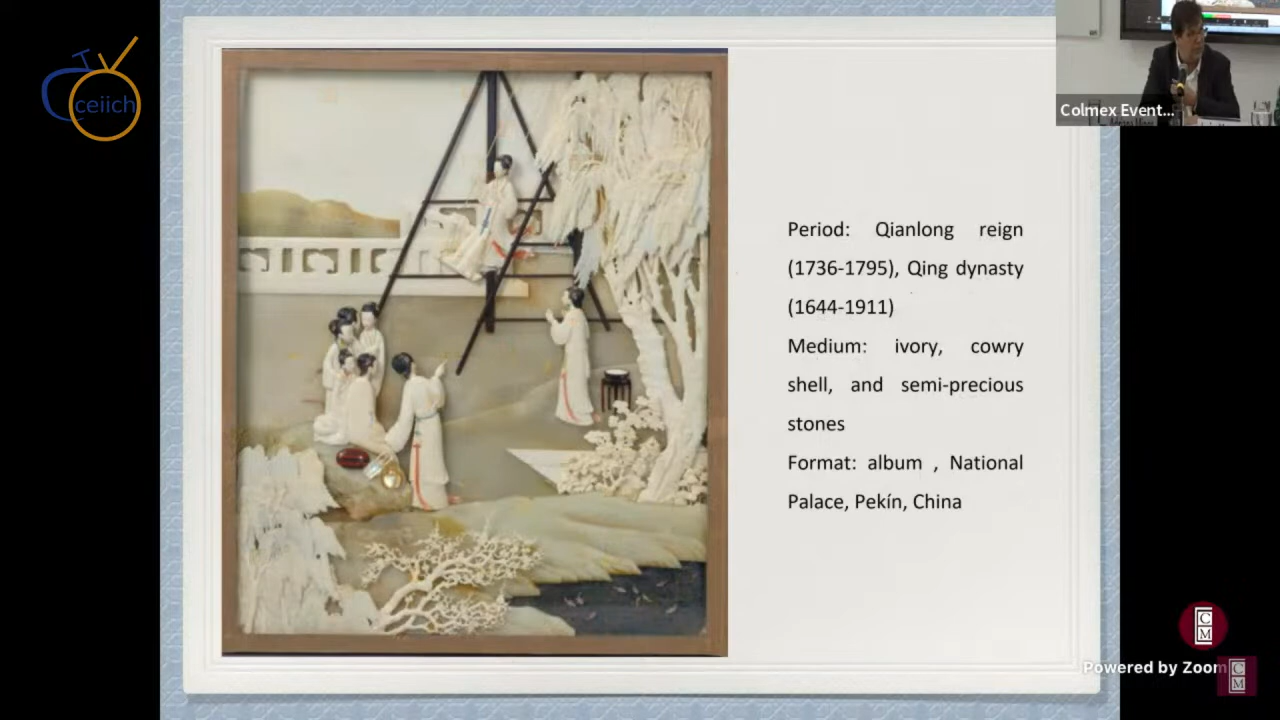 ceiich
Colmex Event...
Period: Qianlong reign
(1736-1795), Qing dynasty
(1644-1911)
Medium: ivory, cowry
shell, and semi-precious
stones
Format: album , National
Palace, Pekín, China
C
M
Powered by Zoom
C
M